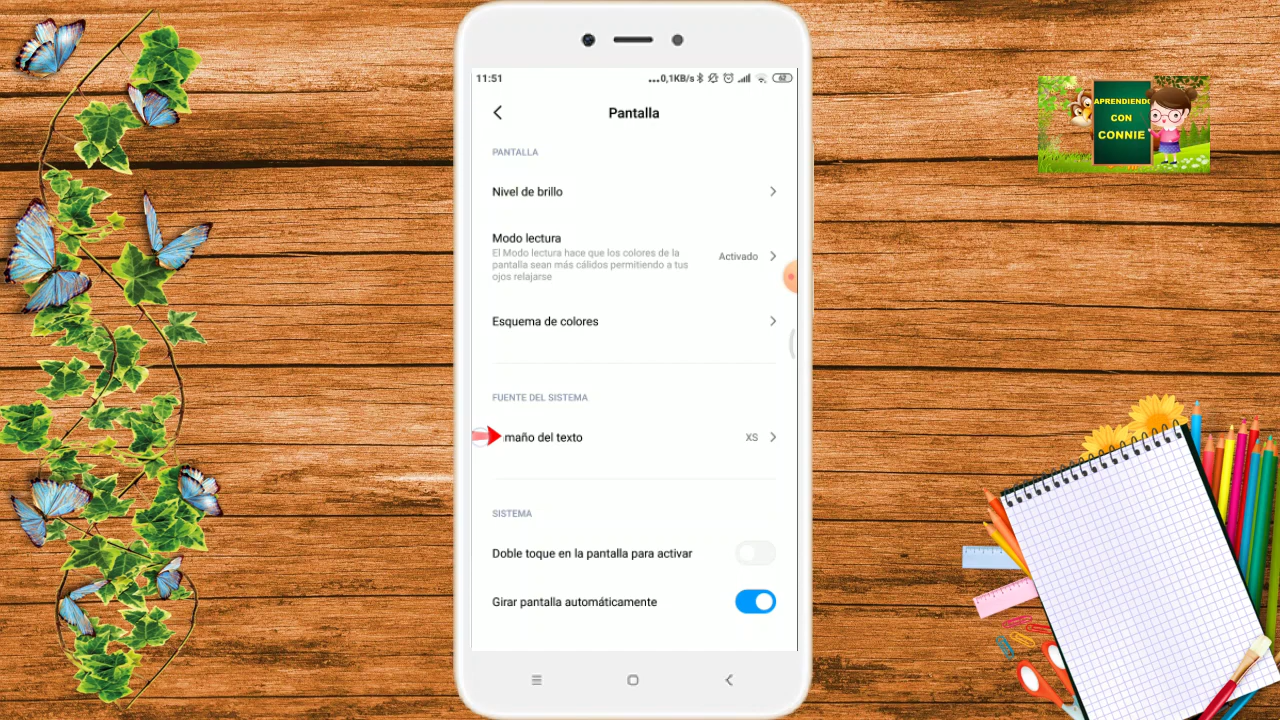 11:51
...0,1KB/s
62
Pantalla
PANTALLA
Nivel de brillo
Modo lectura
El Modo lectura hace que los colores de la
pantalla sean más cálidos permitiendo a tus
ojos relajarse
Activado
Esquema de colores
FUENTE DEL SISTEMA
maño del texto
XS
SISTEMA
Doble toque en la pantalla para activar
Girar pantalla automáticamente
APRENDIENDO
CON
CONNIE